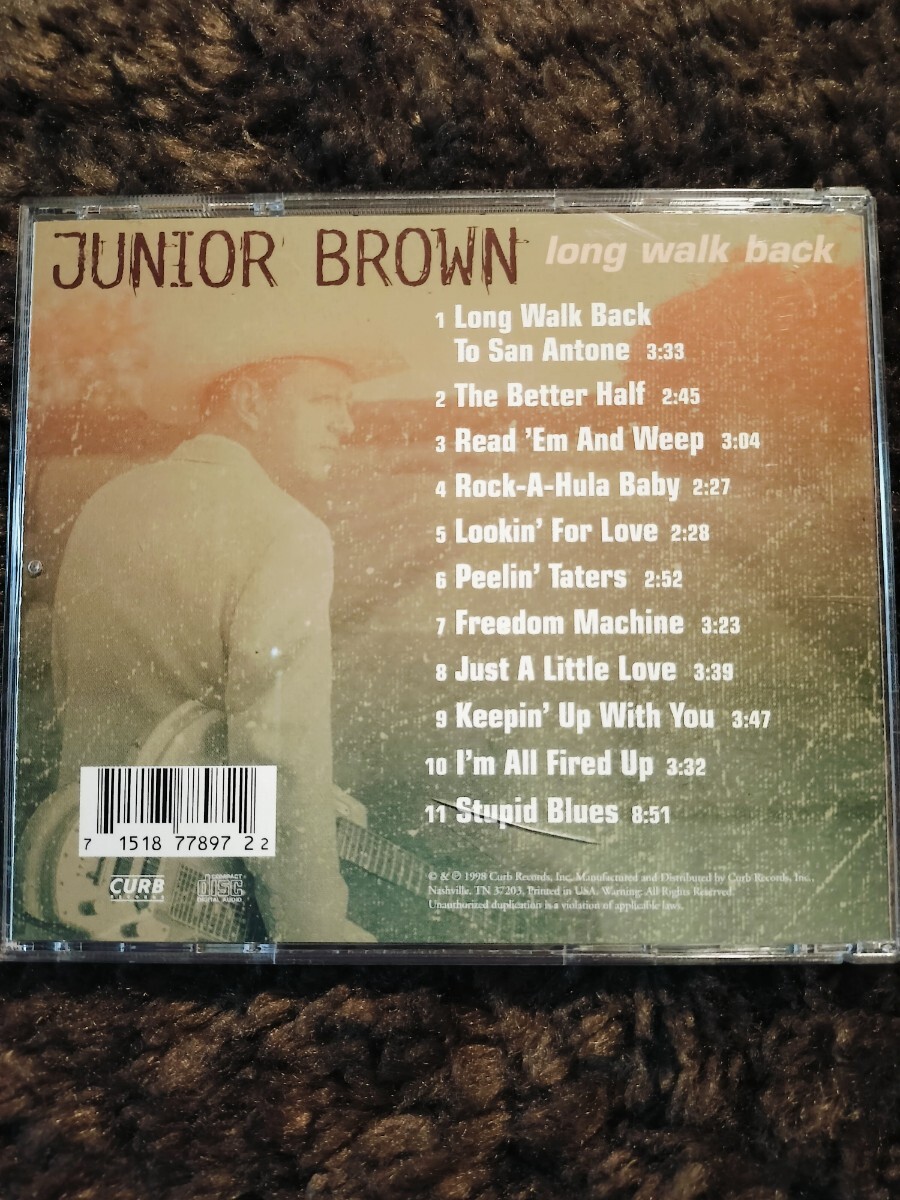 JUNIOR BROWN long walk back
1 Long Walk Back
To San Antone 3:33
2 The Better Half 2:45
3 Read 'Em And Weep 3:04
4 Rock-A-Hula Baby 2:27
5 Lookin' For Love 2:28
6 Peelin' Taters 2:52
7 Freedom Machine 3:23
8 Just A Little Love 3:39
9 Keepin' Up With You 3:47
10 I'm All Fired Up 3:32
11 Stupid Blues 8:51
7 1518 77897 2 2
CURB
RECORDS
COMPACT
disc
DIGITAL AUDIO
© & ℗ 1998 Curb Records, Inc. Manufactured and Distributed by Curb Records, Inc.,
Nashville, TN 37203. Printed in USA. Warning: All Rights Reserved.
Unauthorized duplication is a violation of applicable laws.